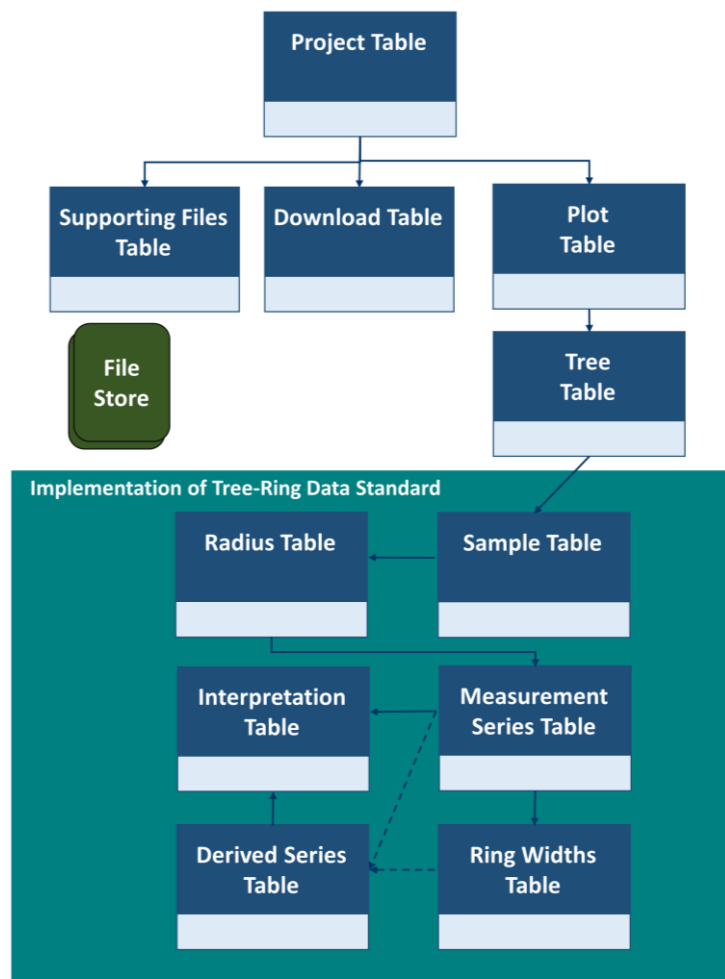 Project Table
Supporting Files
Table
Download Table
Plot
Table
File
Store
Tree
Table
Implementation of Tree-Ring Data Standard
Radius Table
Sample Table
Interpretation
Table
Measurement
Series Table
Derived Series
Table
Ring Widths
Table